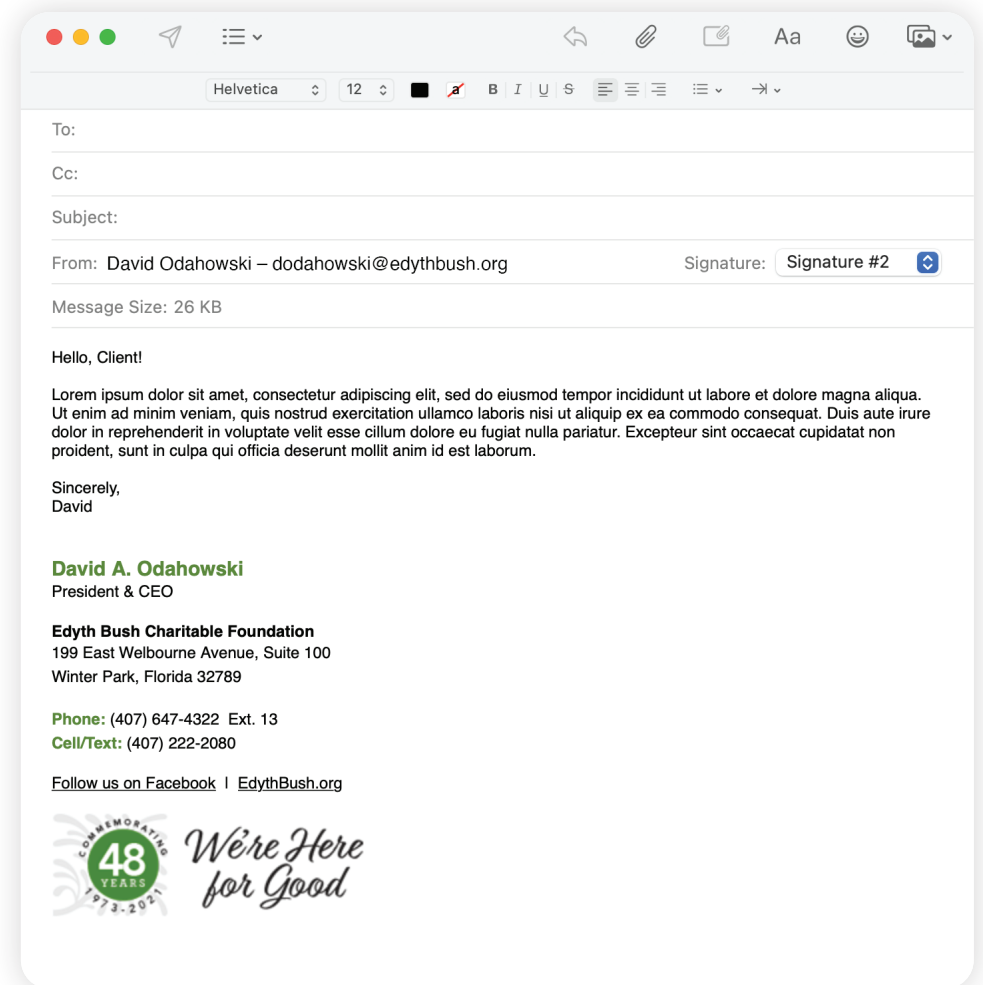 Aa
Helvetica 12 a B I U S
To:
Cc:
Subject:
From: David Odahowski – dodahowski@edythbush.org Signature: Signature #2
Message Size: 26 KB
Hello, Client!
Lorem ipsum dolor sit amet, consectetur adipiscing elit, sed do eiusmod tempor incididunt ut labore et dolore magna aliqua.
Ut enim ad minim veniam, quis nostrud exercitation ullamco laboris nisi ut aliquip ex ea commodo consequat. Duis aute irure
dolor in reprehenderit in voluptate velit esse cillum dolore eu fugiat nulla pariatur. Excepteur sint occaecat cupidatat non
proident, sunt in culpa qui officia deserunt mollit anim id est laborum.
Sincerely,
David
David A. Odahowski
President & CEO
Edyth Bush Charitable Foundation
199 East Welbourne Avenue, Suite 100
Winter Park, Florida 32789
Phone: (407) 647-4322 Ext. 13
Cell/Text: (407) 222-2080
Follow us on Facebook | EdythBush.org
COMMEMORATING
48
YEARS
1973-2021
We're Here
for Good